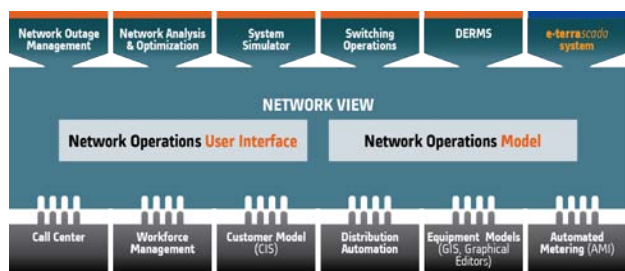 Network Outage
Management
Network Analysis
& Optimization
System
Simulator
Switching
Operations
DERMS
e-terrascada
system
NETWORK VIEW
Network Operations User Interface
Network Operations Model
Call Center
Workforce
Management
Customer Model
(CIS)
Distribution
Automation
Equipment Models
(GIS, Graphical
Editors)
Automated
Metering (AMI)